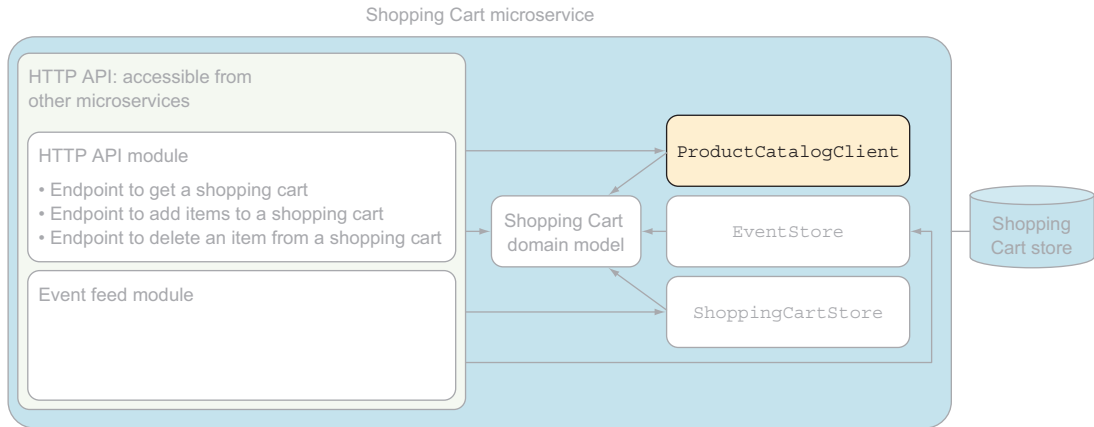 Shopping Cart microservice
HTTP API: accessible from
other microservices
HTTP API module
• Endpoint to get a shopping cart
• Endpoint to add items to a shopping cart
• Endpoint to delete an item from a shopping cart
Event feed module
Shopping Cart
domain model
ProductCatalogClient
EventStore
ShoppingCartStore
Shopping
Cart store